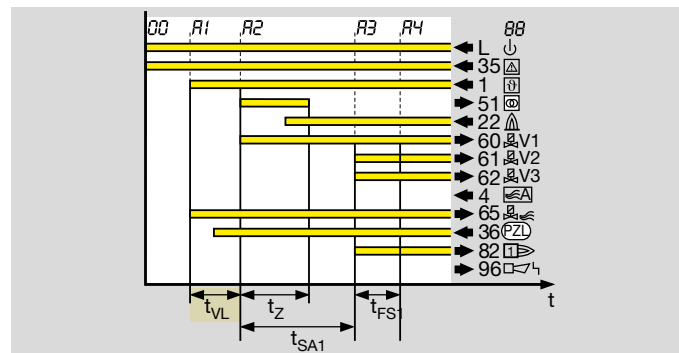 00 A1 A2 A3 A4 88
L
35
1
51
22
60 V1
61 V2
62 V3
4 A
65
36 PZL
82 1
96
t
tVL tZ tFS1
tSA1